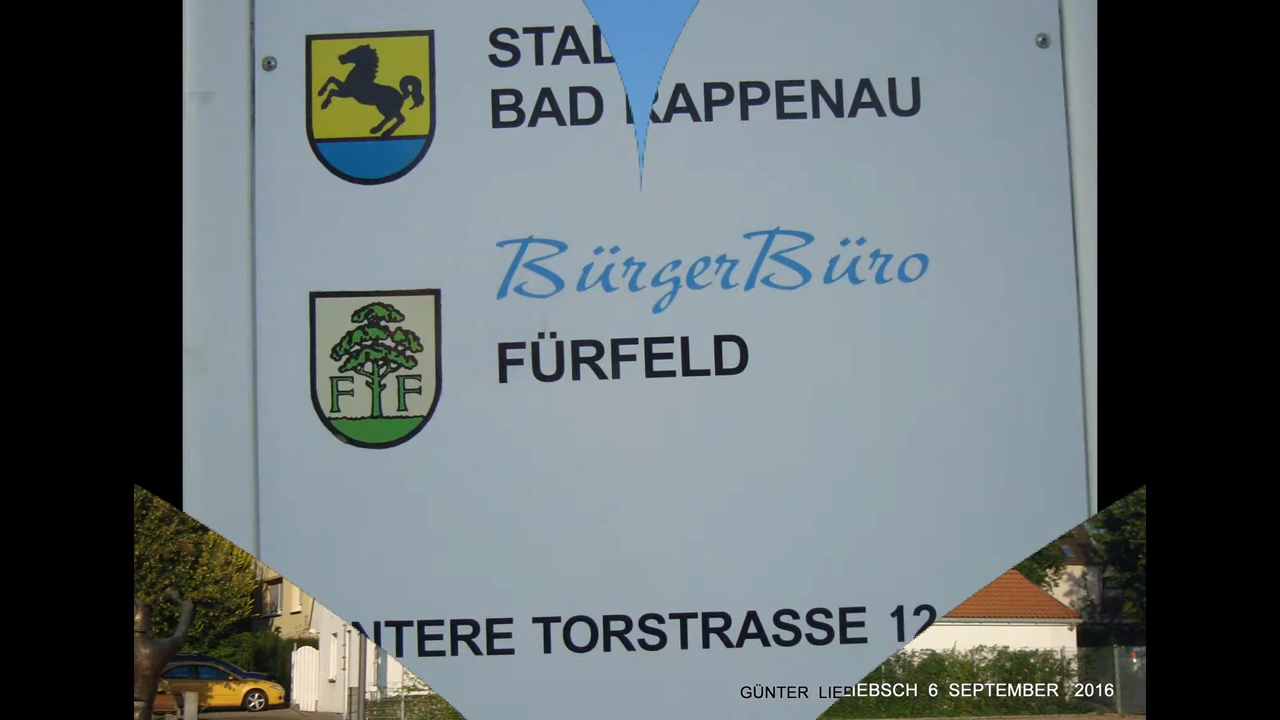 STAD
BAD RAPPENAU
BürgerBüro
FÜRFELD
F F
NTERE TORSTRASSE 12
GÜNTER LIEBSCH 6 SEPTEMBER 2016